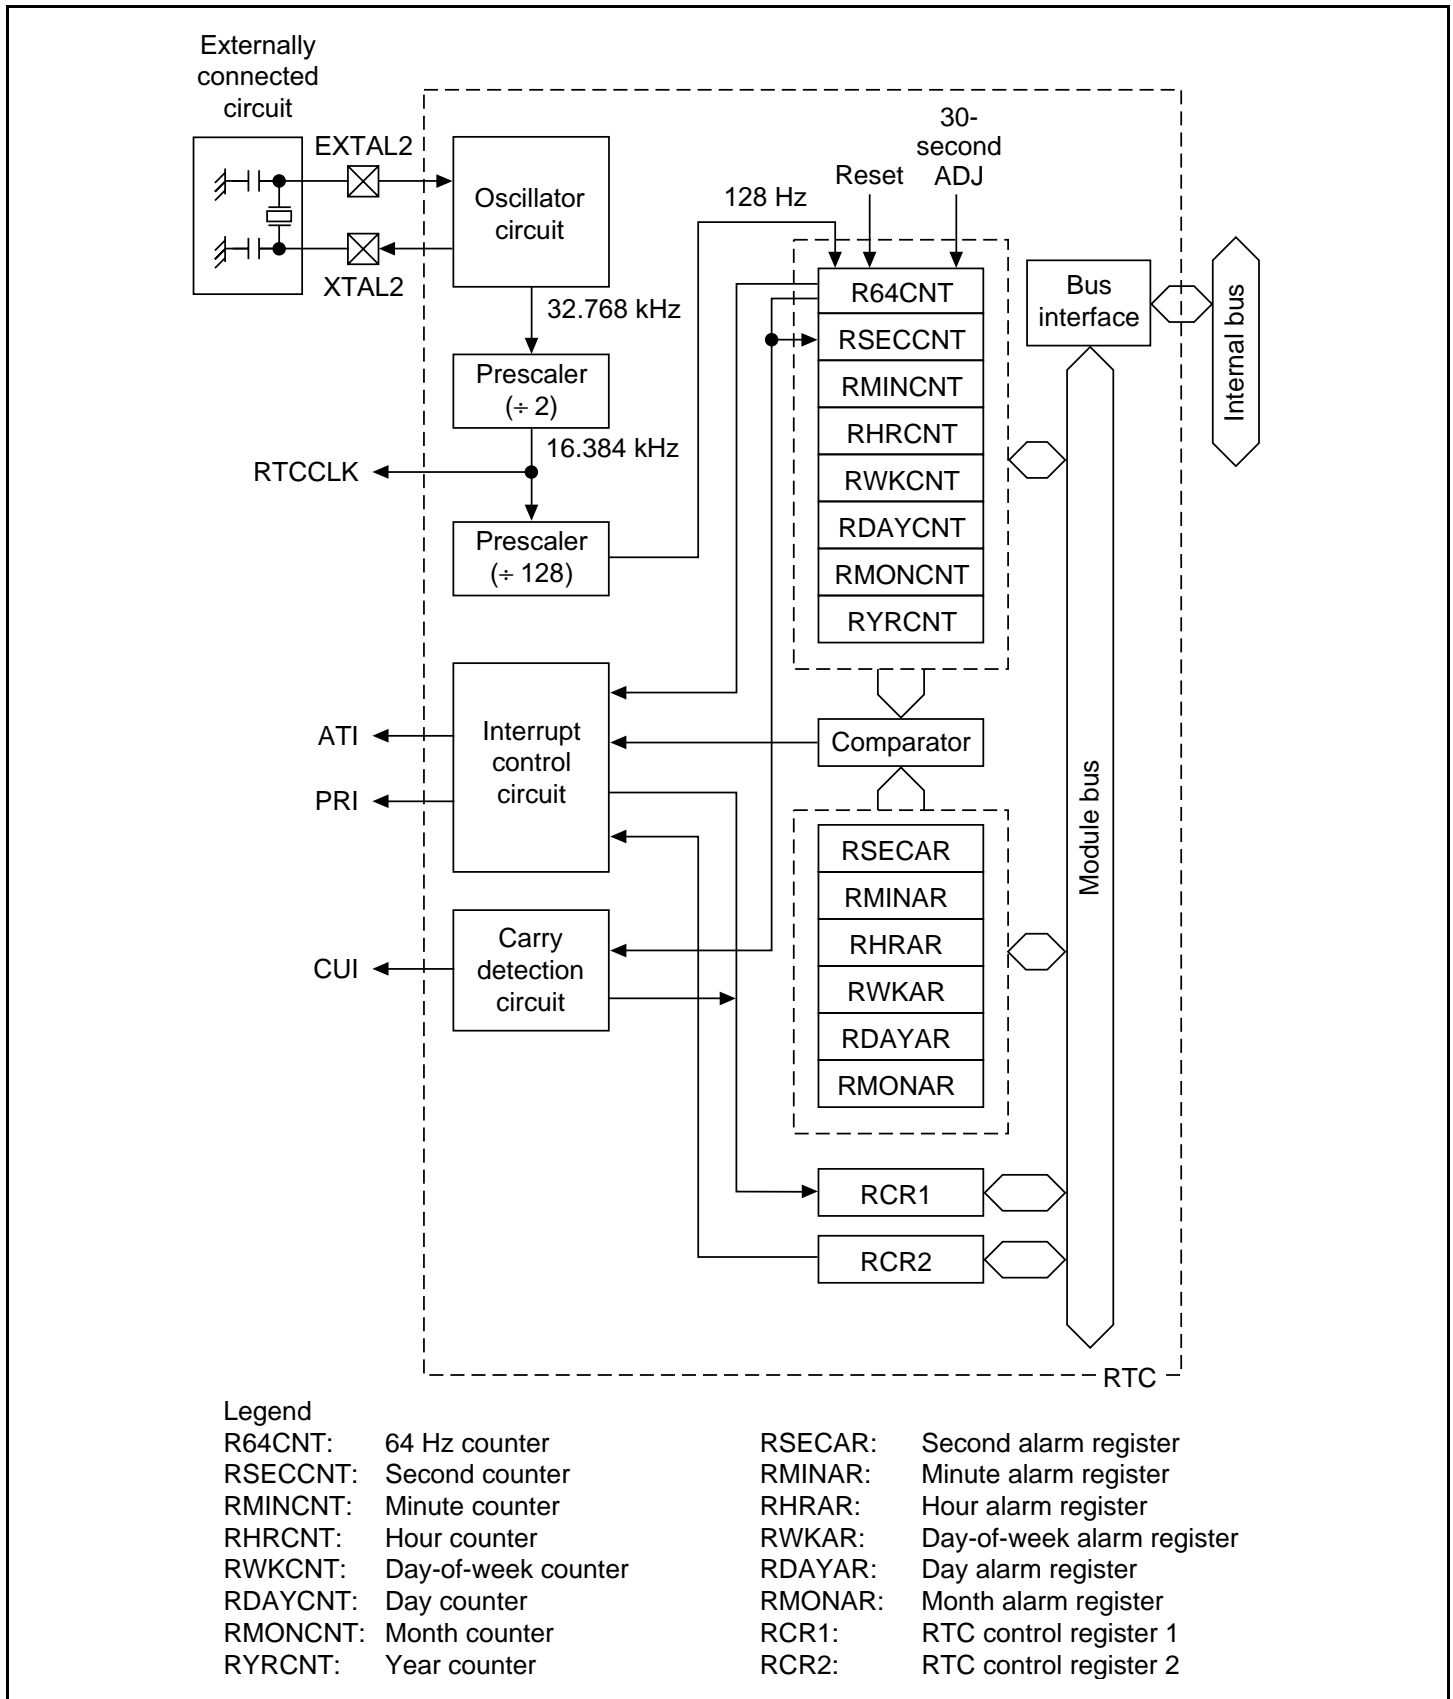 Externally
connected
circuit
EXTAL2
XTAL2
Oscillator
circuit
32.768 kHz
Prescaler
(÷ 2)
16.384 kHz
RTCCLK
Prescaler
(÷ 128)
128 Hz
Reset
30-
second
ADJ
R64CNT
RSECCNT
RMINCNT
RHRCNT
RWKCNT
RDAYCNT
RMONCNT
RYRCNT
Bus
interface
Internal bus
ATI
PRI
Interrupt
control
circuit
Comparator
Module bus
CUI
Carry
detection
circuit
RSECAR
RMINAR
RHRAR
RWKAR
RDAYAR
RMONAR
RCR1
RCR2
RTC
Legend
R64CNT: 64 Hz counter
RSECCNT: Second counter
RMINCNT: Minute counter
RHRCNT: Hour counter
RWKCNT: Day-of-week counter
RDAYCNT: Day counter
RMONCNT: Month counter
RYRCNT: Year counter
RSECAR: Second alarm register
RMINAR: Minute alarm register
RHRAR: Hour alarm register
RWKAR: Day-of-week alarm register
RDAYAR: Day alarm register
RMONAR: Month alarm register
RCR1: RTC control register 1
RCR2: RTC control register 2